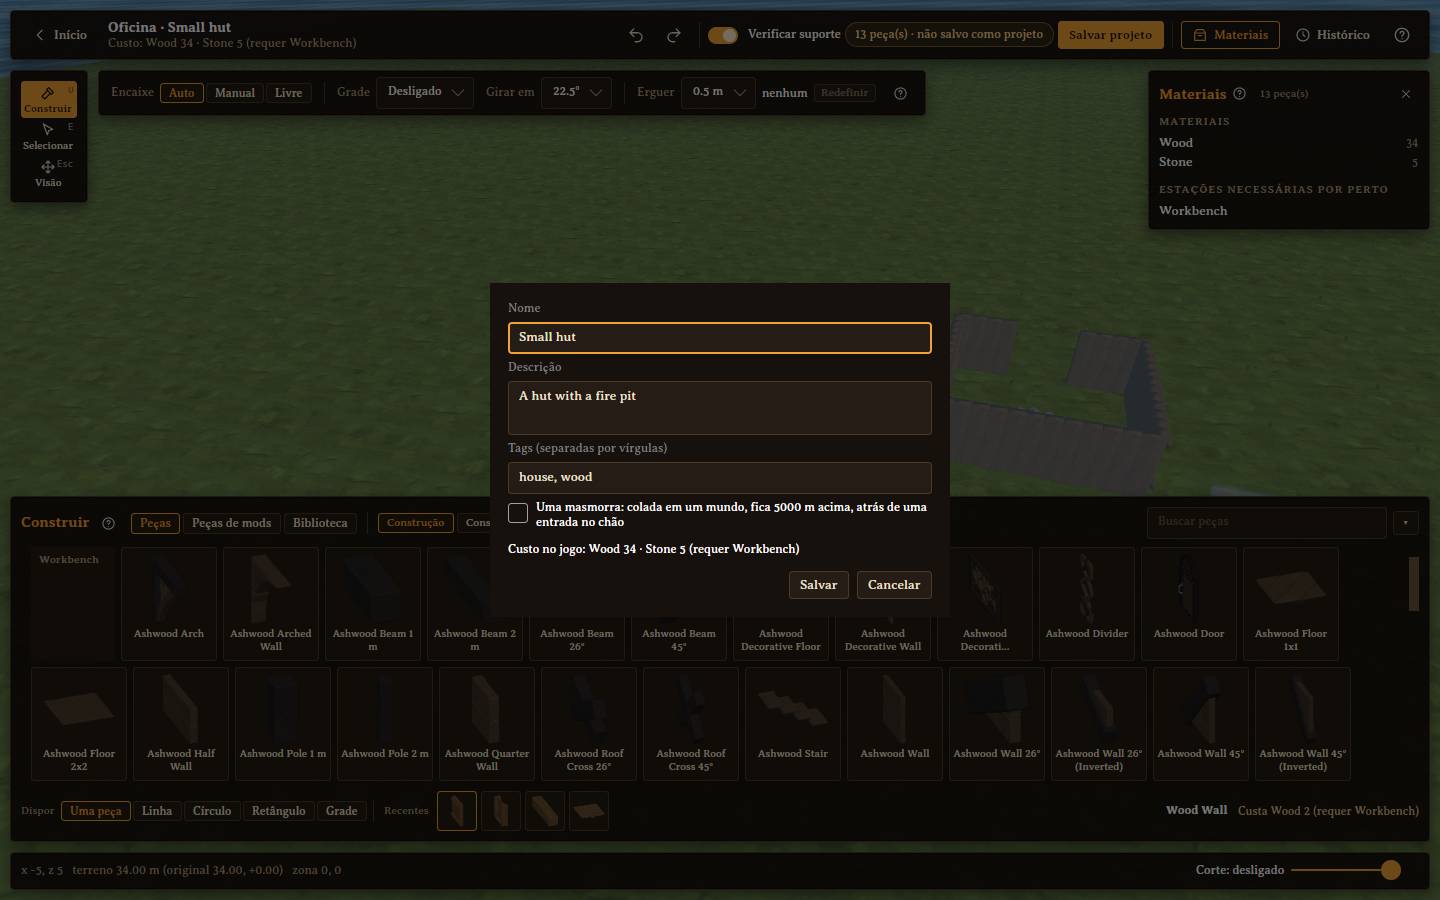 Início
Oficina · Small hut
Custo: Wood 34 · Stone 5 (requer Workbench)
Verificar suporte
13 peça(s) · não salvo como projeto
Salvar projeto
Materiais
Histórico
Construir
U
Selecionar
E
Visão
Esc
Encaixe
Auto
Manual
Livre
Grade
Desligado
Girar em
22.5°
Erguer
0.5 m
nenhum
Redefinir
Materiais
13 peça(s)
MATERIAIS
Wood 34
Stone 5
ESTAÇÕES NECESSÁRIAS POR PERTO
Workbench
Nome
Small hut
Descrição
A hut with a fire pit
Tags (separadas por vírgulas)
house, wood
Uma masmorra: colada em um mundo, fica 5000 m acima, atrás de uma
entrada no chão
Custo no jogo: Wood 34 · Stone 5 (requer Workbench)
Salvar
Cancelar
Construir
Peças
Peças de mods
Biblioteca
Construção
Cons
Buscar peças
Workbench
Ashwood Arch
Ashwood Arched
Wall
Ashwood Beam 1
m
Ashwood Beam 2
m
Ashwood Beam
26°
Ashwood Beam
45°
Ashwood
Decorative Floor
Ashwood
Decorative Wall
Ashwood
Decorati...
Ashwood Divider
Ashwood Door
Ashwood Floor
1x1
Ashwood Floor
2x2
Ashwood Half
Wall
Ashwood Pole 1 m
Ashwood Pole 2 m
Ashwood Quarter
Wall
Ashwood Roof
Cross 26°
Ashwood Roof
Cross 45°
Ashwood Stair
Ashwood Wall
Ashwood Wall 26°
Ashwood Wall 26°
(Inverted)
Ashwood Wall 45°
Ashwood Wall 45°
(Inverted)
Dispor
Uma peça
Linha
Círculo
Retângulo
Grade
Recentes
Wood Wall
Custa Wood 2 (requer Workbench)
x -5, z 5 terreno 34.00 m (original 34.00, +0.00) zona 0, 0
Corte: desligado